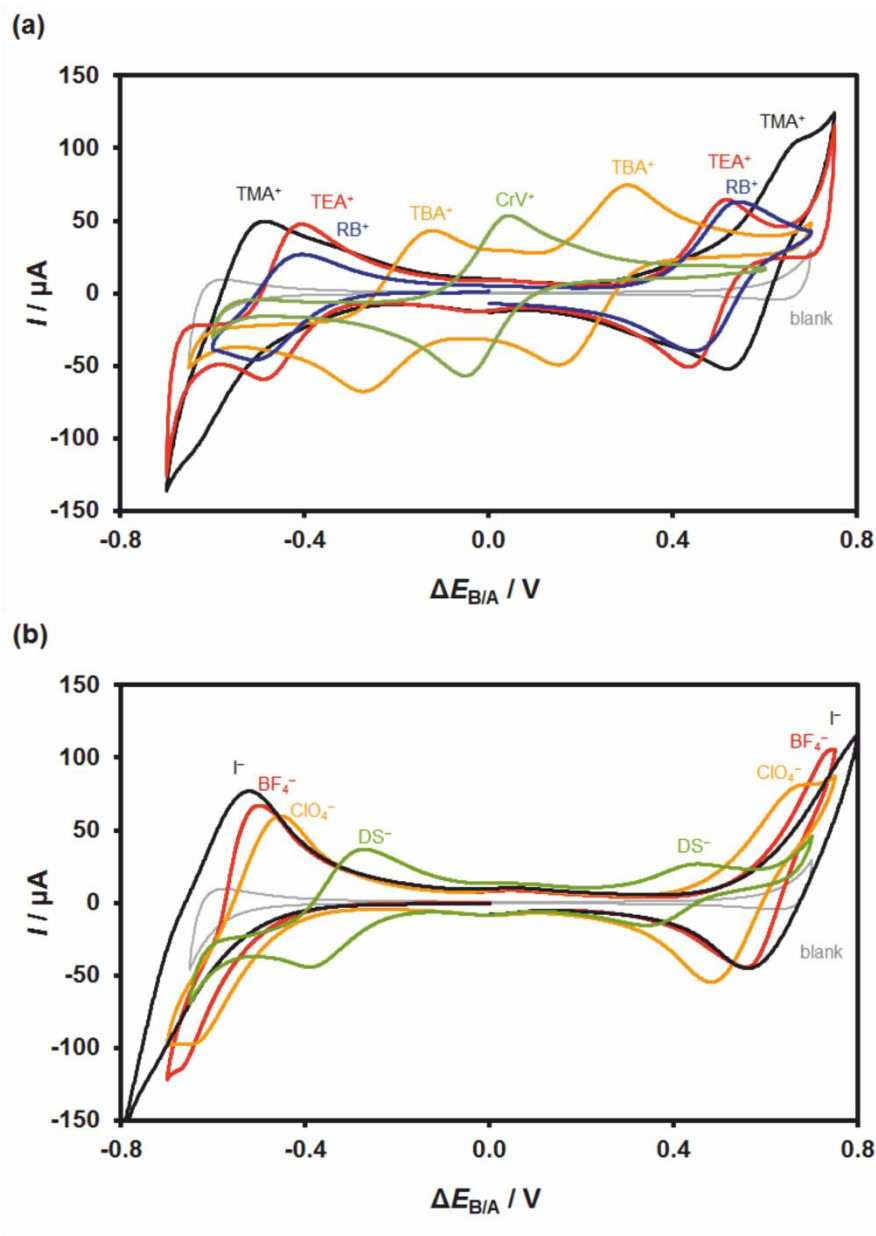 (a)
150
100
50
0
-50
-100
-150
I / µA
TMA⁺
TEA⁺
RB⁺
TBA⁺
CrV⁺
TBA⁺
TEA⁺
RB⁺
TMA⁺
blank
-0.8
-0.4
0.0
0.4
0.8
ΔE_B/A / V
(b)
150
100
50
0
-50
-100
-150
I / µA
I⁻
BF₄⁻
ClO₄⁻
DS⁻
DS⁻
ClO₄⁻
BF₄⁻
I⁻
blank
-0.8
-0.4
0.0
0.4
0.8
ΔE_B/A / V